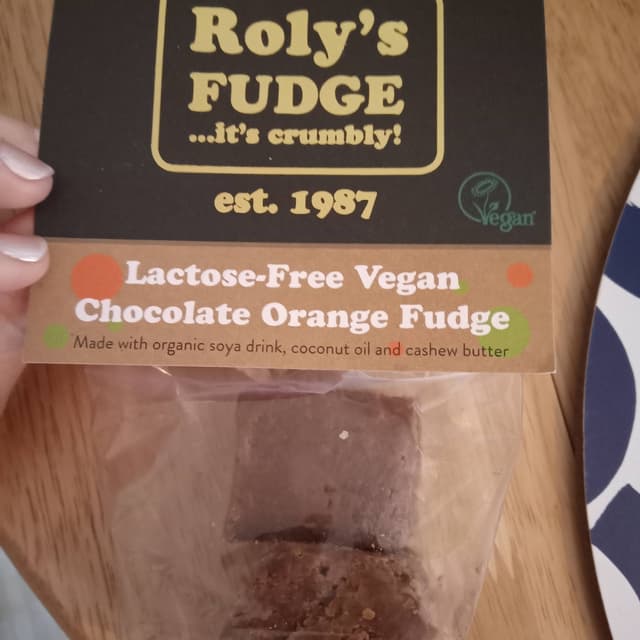 Roly's
FUDGE
...it's crumbly!
est. 1987
Vegan
Lactose-Free Vegan
Chocolate Orange Fudge
Made with organic soya drink, coconut oil and cashew butter